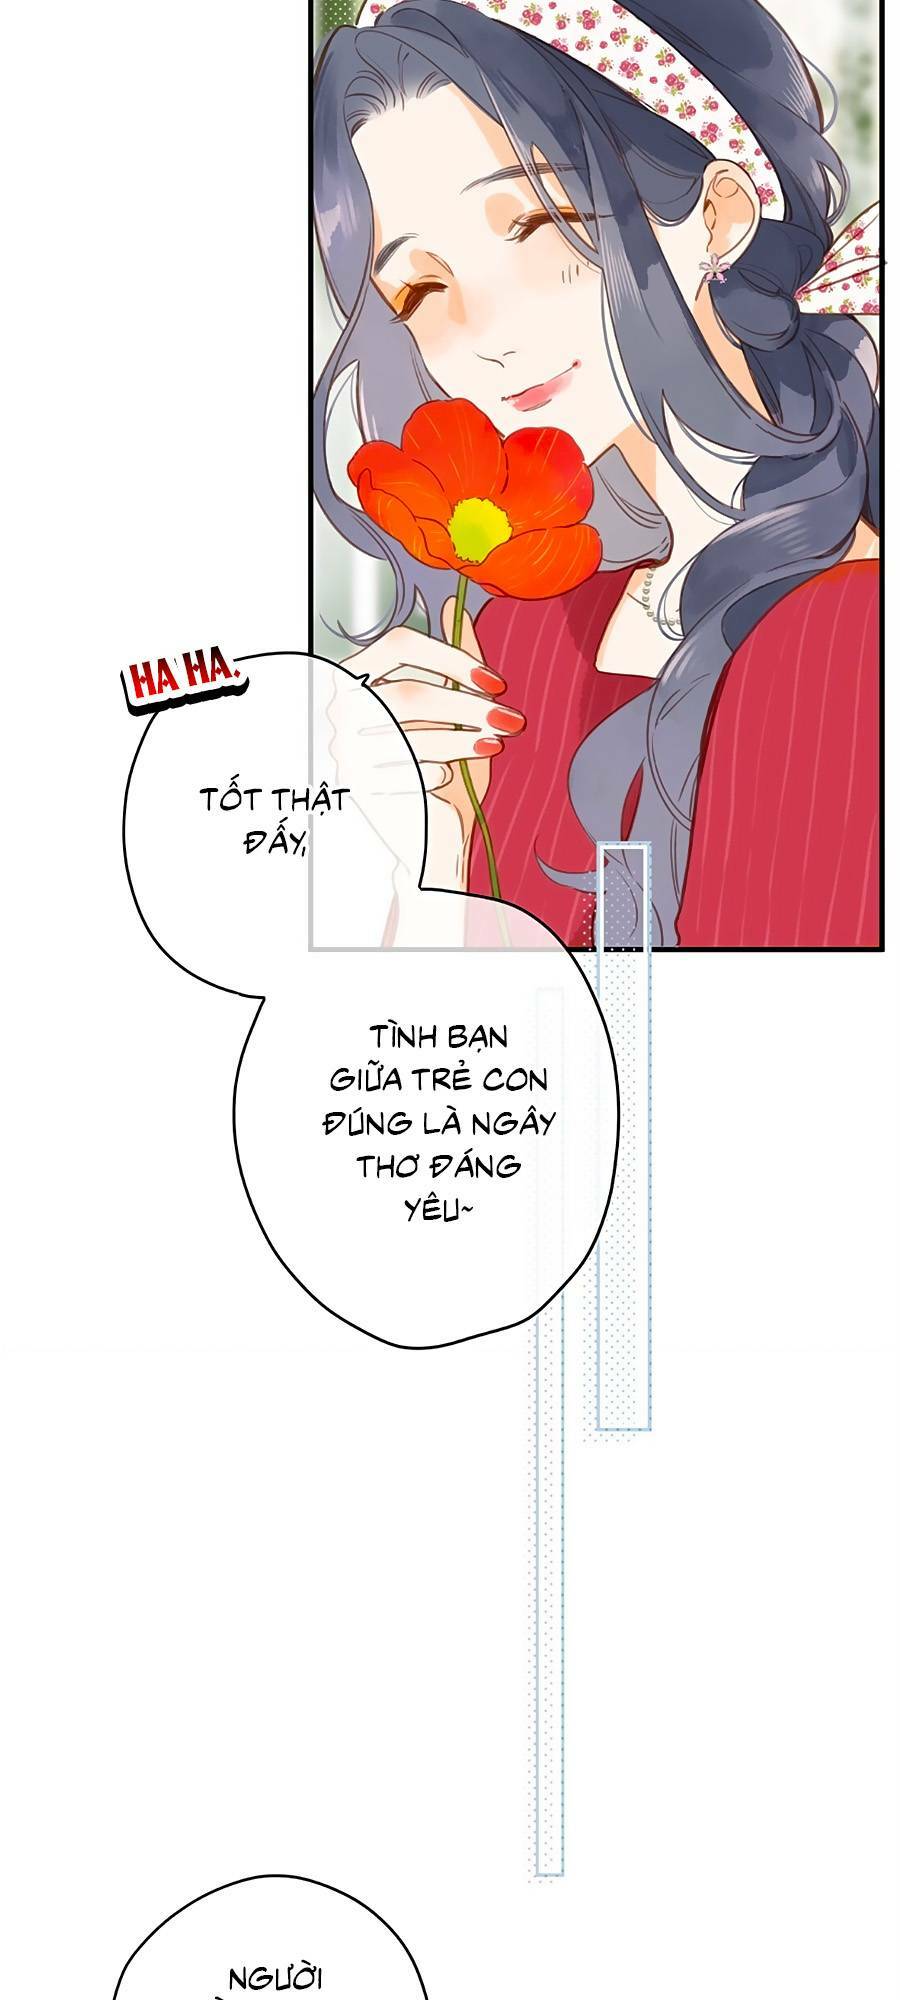 HA HA.
TỐT THẬT
ĐẤY,
TÌNH BẠN
GIỮA TRẺ CON
ĐÚNG LÀ NGÂY
THƠ ĐÁNG
YÊU~
NGƯỜI